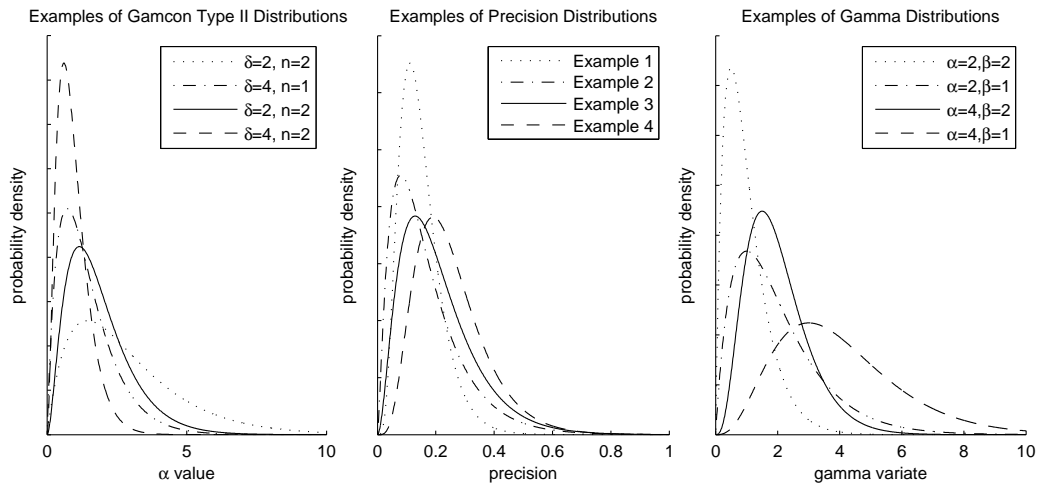 Examples of Gamcon Type II Distributions
δ=2, n=2
δ=4, n=1
δ=2, n=2
δ=4, n=2
probability density
0
5
10
α value
Examples of Precision Distributions
Example 1
Example 2
Example 3
Example 4
probability density
0
0.2
0.4
0.6
0.8
1
precision
Examples of Gamma Distributions
α=2,β=2
α=2,β=1
α=4,β=2
α=4,β=1
probability density
0
2
4
6
8
10
gamma variate